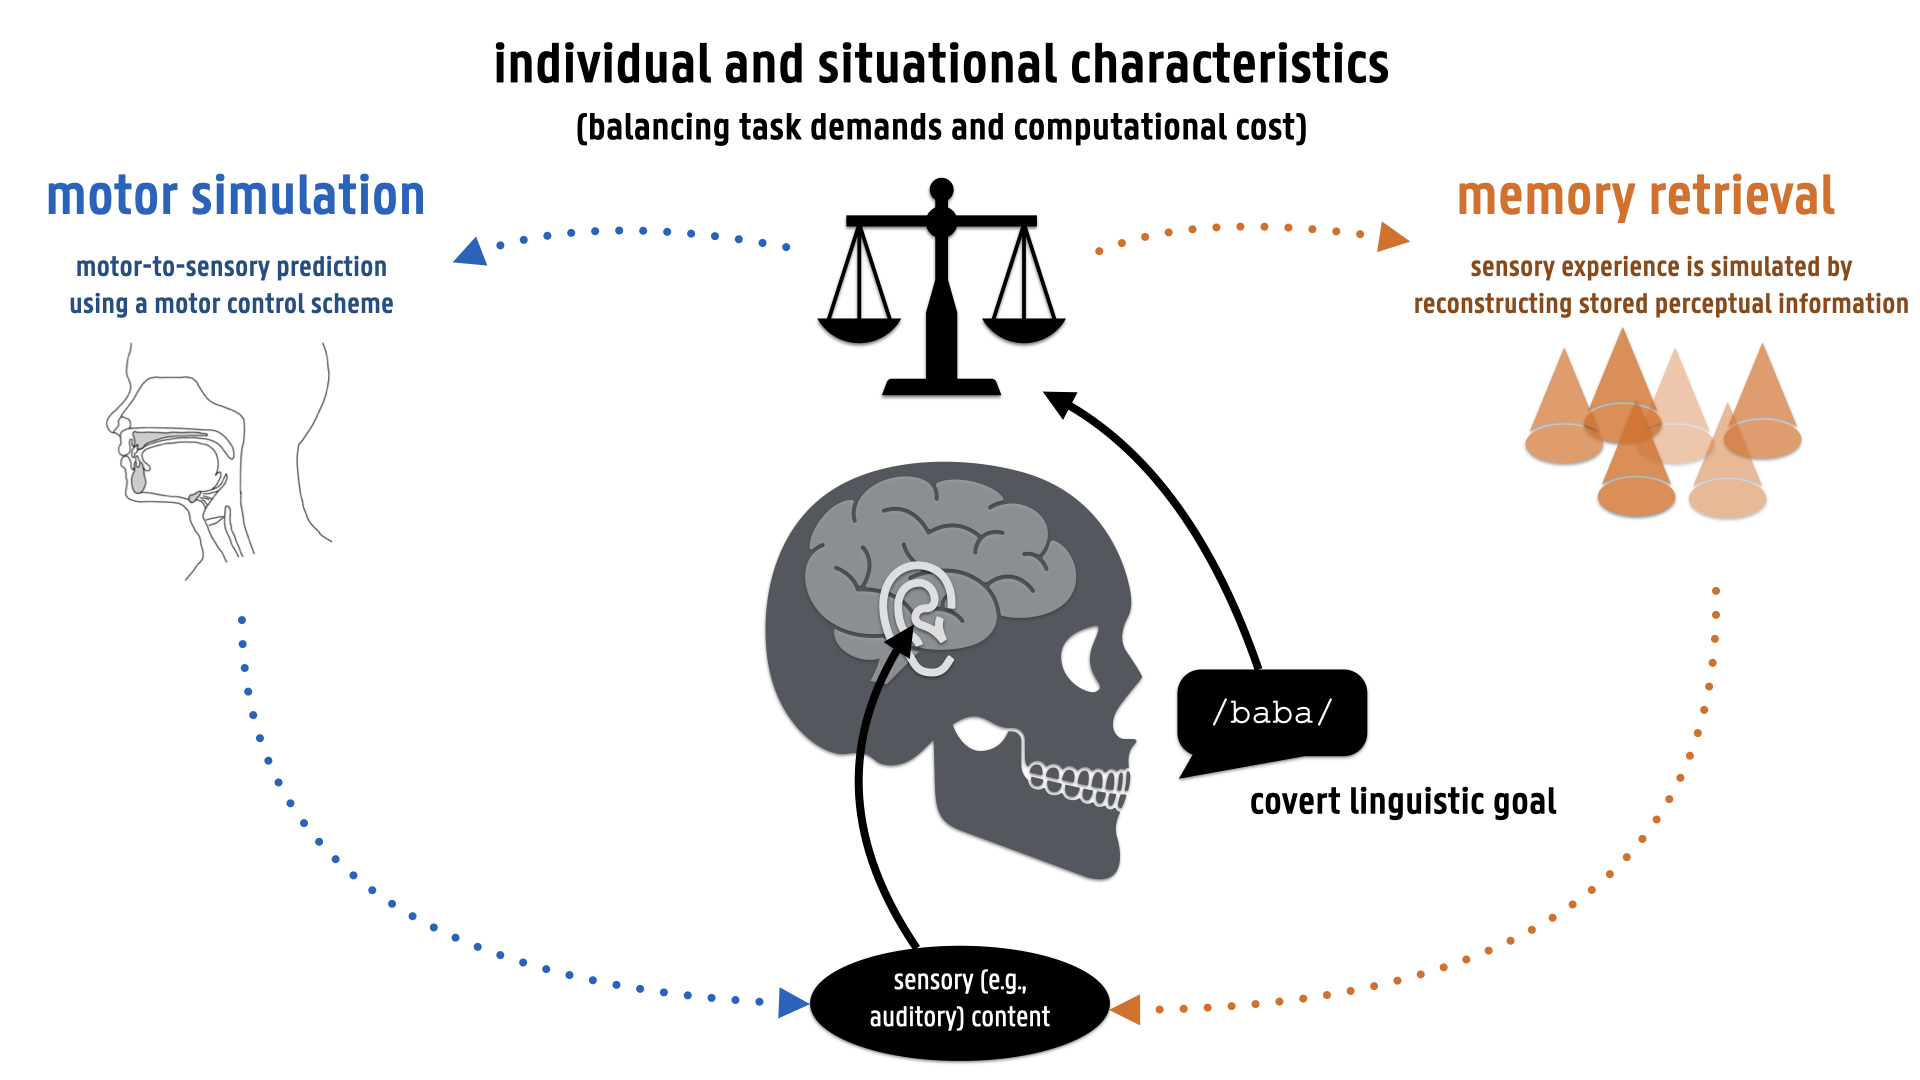 individual and situational characteristics
(balancing task demands and computational cost)
motor simulation
motor-to-sensory prediction
using a motor control scheme
memory retrieval
sensory experience is simulated by
reconstructing stored perceptual information
/baba/
covert linguistic goal
sensory (e.g.,
auditory) content